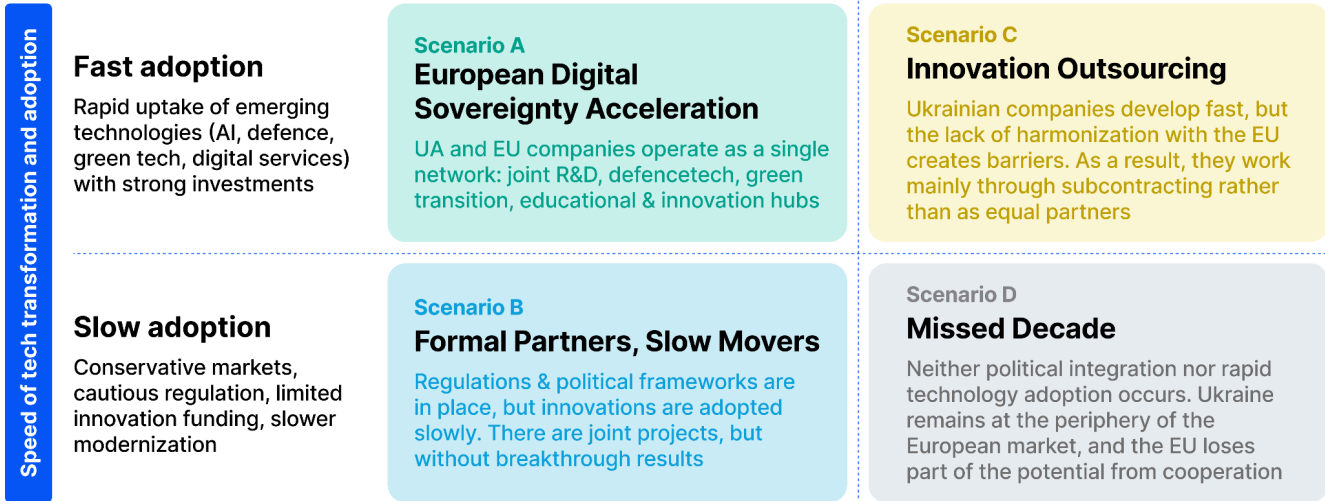 Speed of tech transformation and adoption
Fast adoption
Rapid uptake of emerging
technologies (AI, defence,
green tech, digital services)
with strong investments
Scenario A
European Digital
Sovereignty Acceleration
UA and EU companies operate as a single
network: joint R&D, defencetech, green
transition, educational & innovation hubs
Scenario C
Innovation Outsourcing
Ukrainian companies develop fast, but
the lack of harmonization with the EU
creates barriers. As a result, they work
mainly through subcontracting rather
than as equal partners
Slow adoption
Conservative markets,
cautious regulation, limited
innovation funding, slower
modernization
Scenario B
Formal Partners, Slow Movers
Regulations & political frameworks are
in place, but innovations are adopted
slowly. There are joint projects, but
without breakthrough results
Scenario D
Missed Decade
Neither political integration nor rapid
technology adoption occurs. Ukraine
remains at the periphery of the
European market, and the EU loses
part of the potential from cooperation